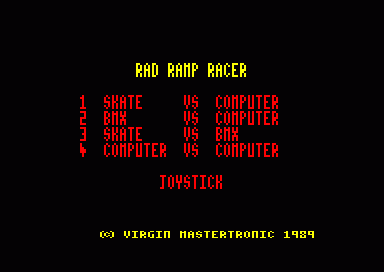 RAD RAMP RACER
1 SKATE VS COMPUTER
2 BMX VS COMPUTER
3 SKATE VS BMX
4 COMPUTER VS COMPUTER
JOYSTICK
(C) VIRGIN MASTERTRONIC 1989